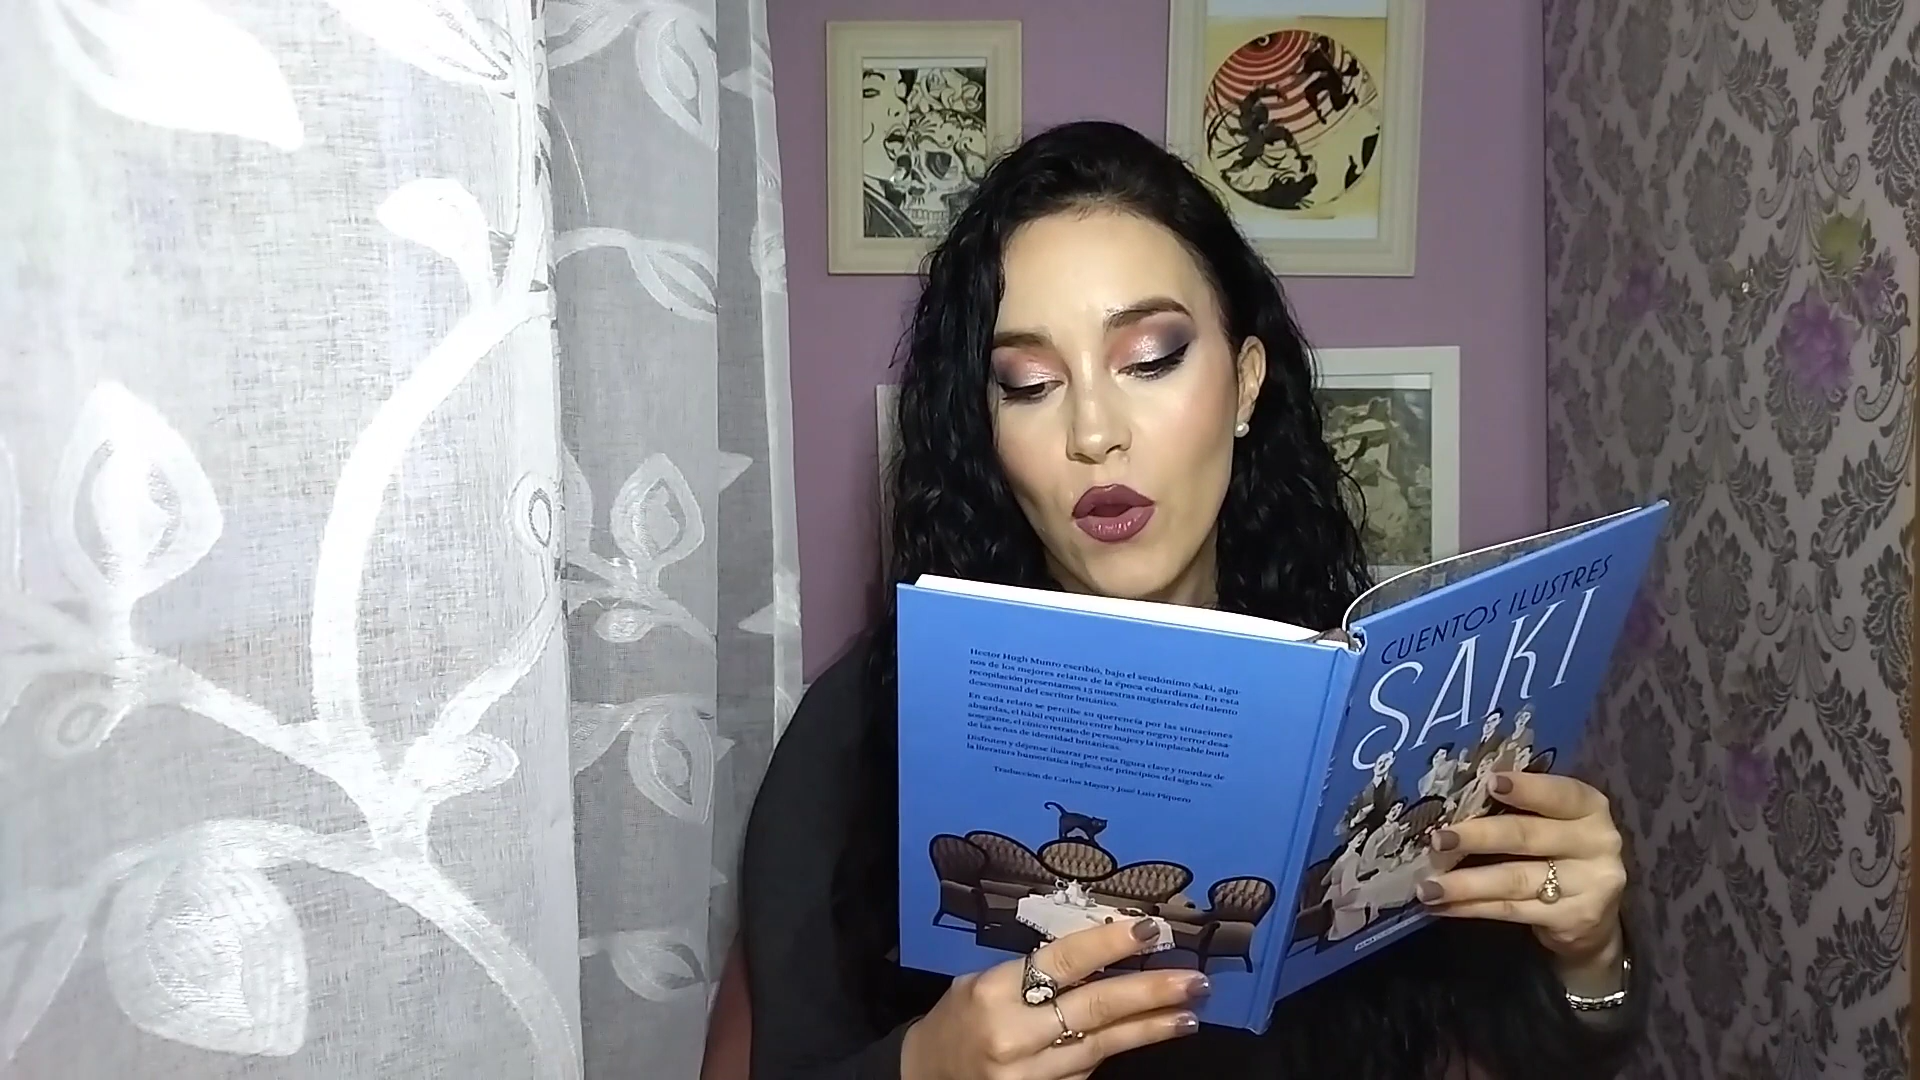 Hector Hugh Munro escribió, bajo el seudónimo Saki, algu-
nos de los mejores relatos de la época eduardiana. En esta
recopilación presentamos 15 muestras magistrales del talento
descomunal del escritor británico.
En cada relato se percibe su querencia por las situaciones
absurdas, el hábil equilibrio entre humor negro y terror desa-
sosegante, el cínico retrato de personajes y la implacable burla
de las señas de identidad británicas.
Disfruten y déjense ilustrar por esta figura clave y mordaz de
la literatura humorística inglesa de principios del siglo XX.
Traducción de Carlos Mayor y José Luis Piquero
CUENTOS ILUSTRES
SAKI